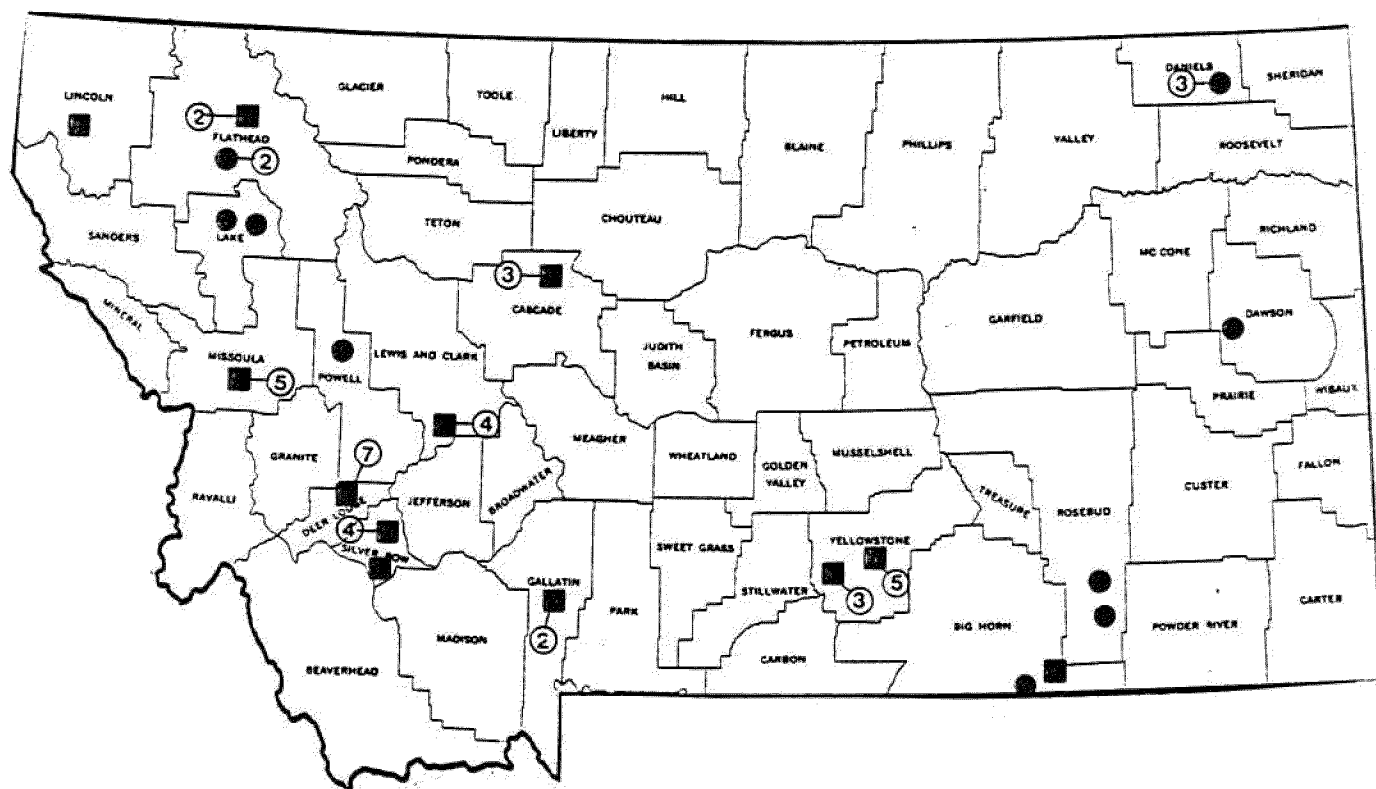 DANIELS
SHERIDAN
LINCOLN
GLACIER
TOOLE
HILL
LIBERTY
BLAINE
PHILLIPS
VALLEY
ROOSEVELT
3
2
FLATHEAD
2
PONDERA
SANDERS
LAKE
TETON
CHOUTEAU
MC CONE
RICHLAND
MINERAL
3
CASCADE
FERGUS
PETROLEUM
GARFIELD
DAWSON
MISSOULA
5
POWELL
LEWIS AND CLARK
JUDITH
BASIN
PRAIRIE
WIBAUX
4
GRANITE
7
MEAGHER
WHEATLAND
GOLDEN
VALLEY
MUSSELSHELL
FALLON
RAVALLI
DEER LODGE
JEFFERSON
BROADWATER
TREASURE
ROSEBUD
CUSTER
4
SILVER BOW
SWEET GRASS
YELLOWSTONE
5
GALLATIN
2
PARK
STILLWATER
3
CARTER
MADISON
BIG HORN
POWDER RIVER
BEAVERHEAD
CARBON